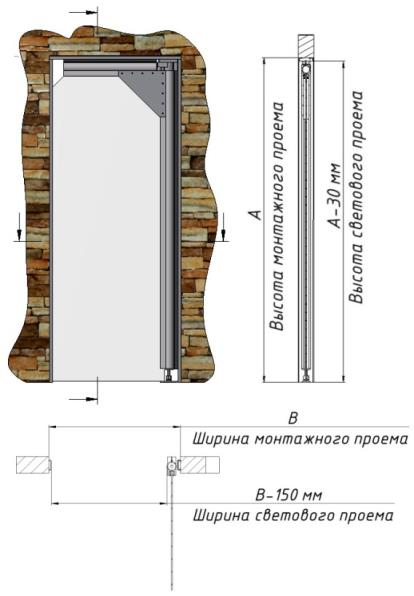 A
Высота монтажного проема
A-30 мм
Высота светового проема
B
Ширина монтажного проема
B-150 мм
Ширина светового проема